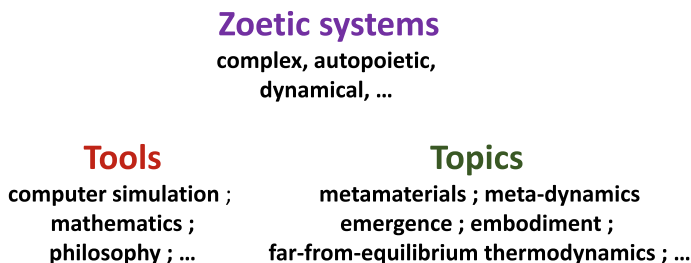 Zoetic systems
complex, autopoietic,
dynamical, …
Tools
computer simulation ;
mathematics ;
philosophy ; …
Topics
metamaterials ; meta-dynamics
emergence ; embodiment ;
far-from-equilibrium thermodynamics ; …